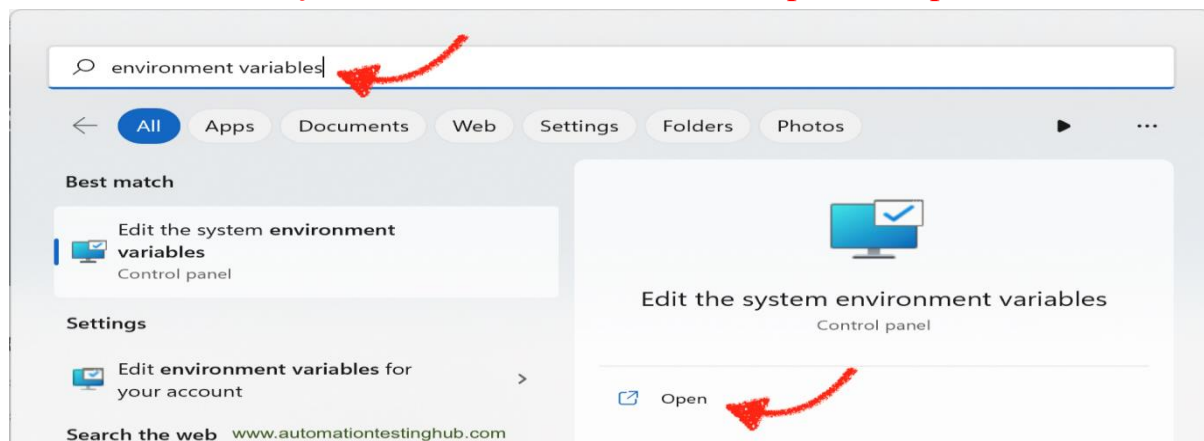 environment variables
All Apps Documents Web Settings Folders Photos
Best match
Edit the system environment
variables
Control panel
Settings
Edit environment variables for
your account
Search the web www.automationtestinghub.com
Edit the system environment variables
Control panel
Open